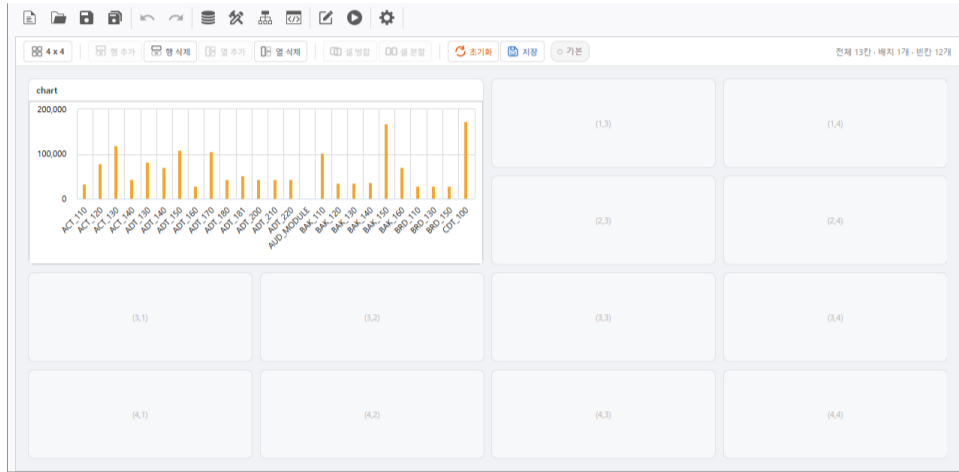 4 x 4 행 추가 행 삭제 열 추가 열 삭제 셀 병합 셀 분할 초기화 저장 기본 전체 13칸 · 배치 1개 · 빈칸 12개
chart
200,000
100,000
0
ACT_110 ACT_120 ACT_130 ACT_140 ADT_130 ADT_140 ADT_150 ADT_160 ADT_170 ADT_180 ADT_181 ADT_200 ADT_210 ADT_220 AUD_MODULE BAK_110 BAK_120 BAK_130 BAK_140 BAK_150 BAK_160 BRD_110 BRD_130 BRD_150 CDT_100
(1,3) (1,4)
(2,3) (2,4)
(3,1) (3,2) (3,3) (3,4)
(4,1) (4,2) (4,3) (4,4)